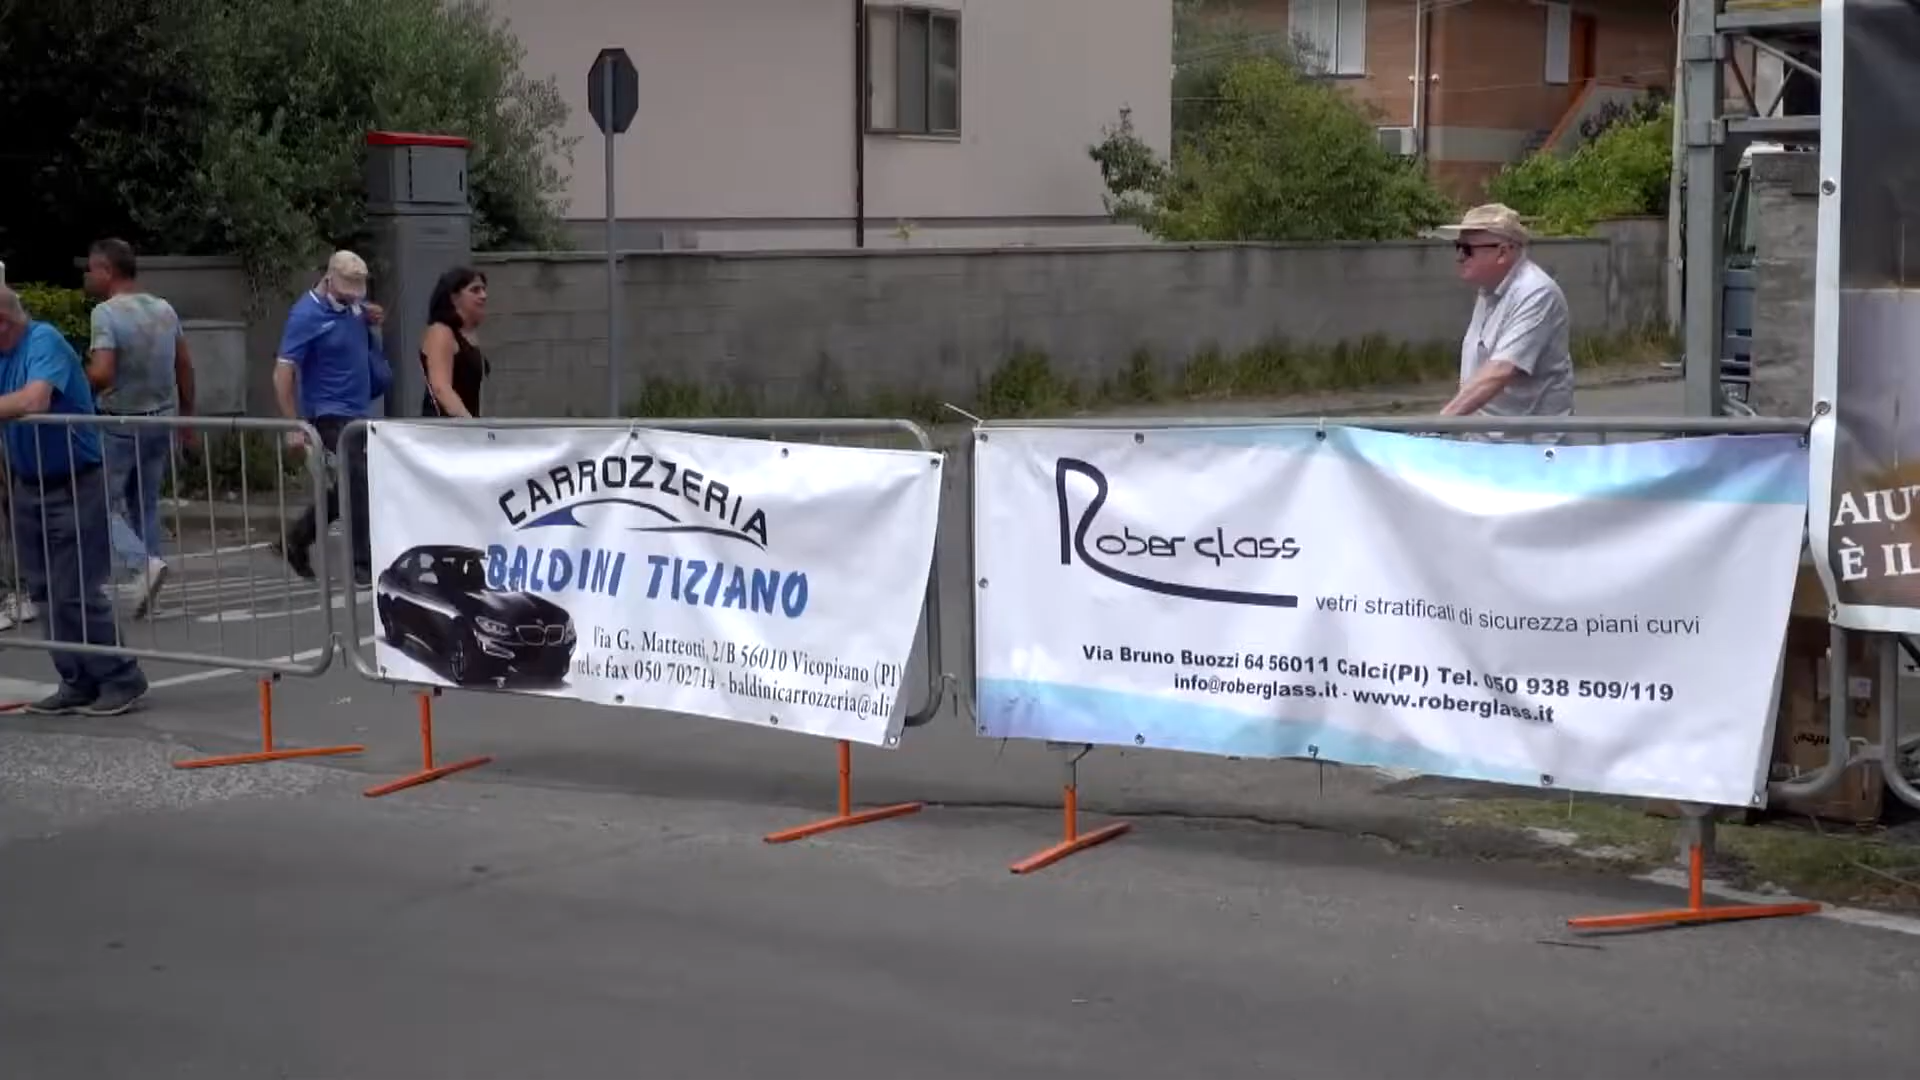 CARROZZERIA
BALDINI TIZIANO
Via G. Matteotti, 2/B 56010 Vicopisano (PI)
tel. e fax 050 702714 - baldinicarrozzeria@ali
Rober glass
vetri stratificati di sicurezza piani curvi
Via Bruno Buozzi 64 56011 Calci(PI) Tel. 050 938 509/119
info@roberglass.it - www.roberglass.it
AIUT
È IL